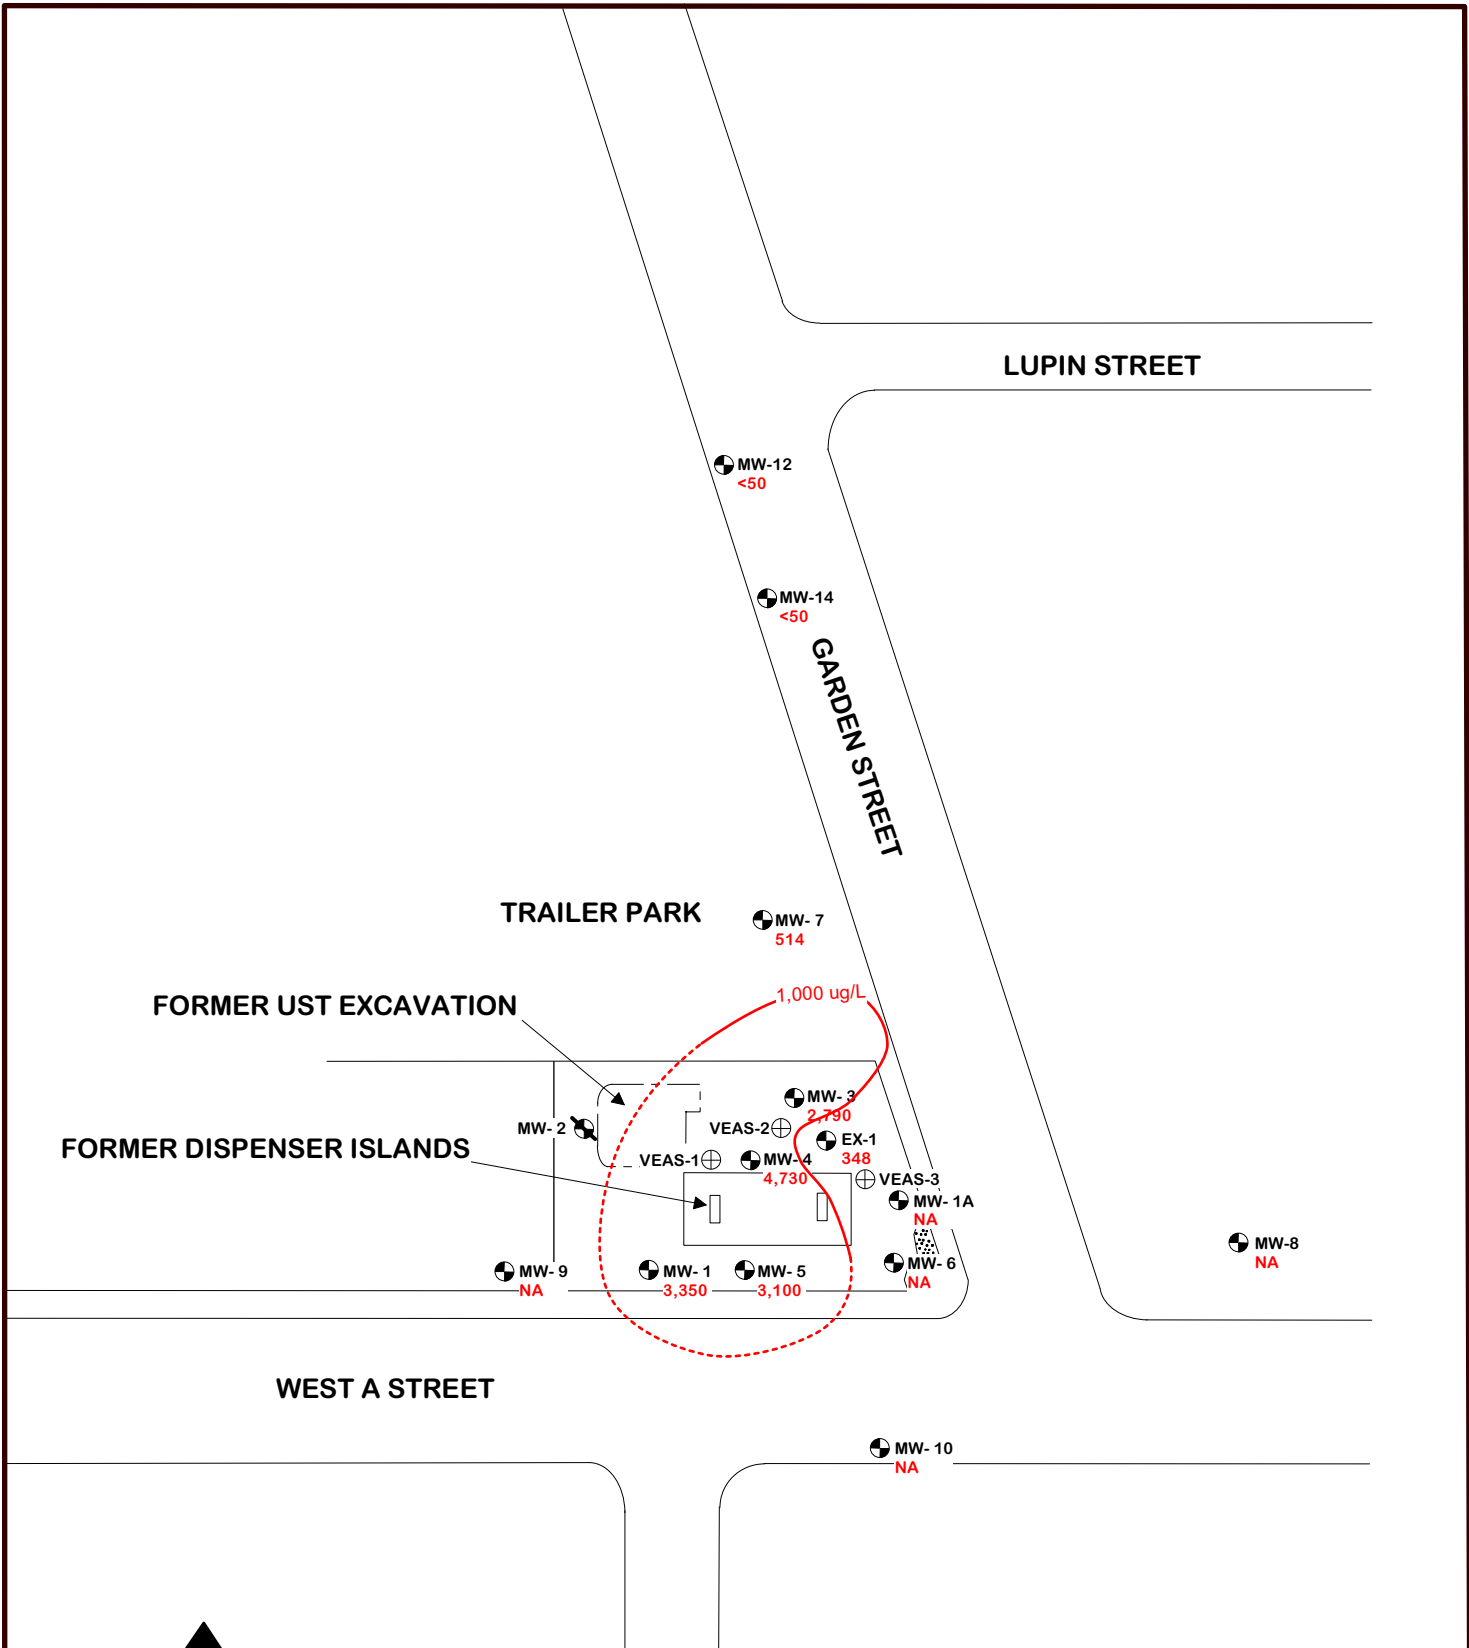 LUPIN STREET
MW-12
<50
MW-14
<50
GARDEN STREET
TRAILER PARK
MW- 7
514
1,000 ug/L
FORMER UST EXCAVATION
MW- 3
2,790
MW- 2
VEAS-2
EX-1
348
FORMER DISPENSER ISLANDS
VEAS-1
MW-4
4,730
VEAS-3
MW- 1A
NA
MW-8
NA
MW- 6
NA
MW- 9
NA
MW- 1
3,350
MW- 5
3,100
WEST A STREET
MW- 10
NA